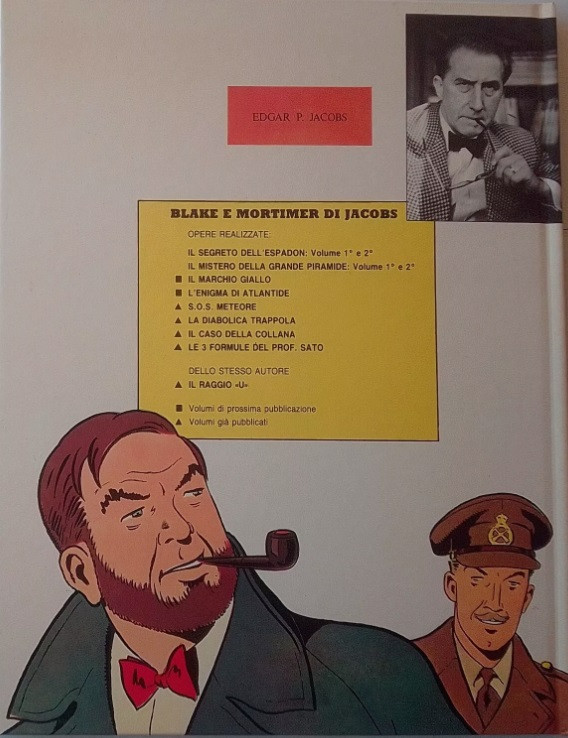 EDGAR P. JACOBS
BLAKE E MORTIMER DI JACOBS
OPERE REALIZZATE:
IL SEGRETO DELL'ESPADON: Volume 1° e 2°
IL MISTERO DELLA GRANDE PIRAMIDE: Volume 1° e 2°
■ IL MARCHIO GIALLO
■ L'ENIGMA DI ATLANTIDE
▲ S.O.S. METEORE
▲ LA DIABOLICA TRAPPOLA
▲ IL CASO DELLA COLLANA
▲ LE 3 FORMULE DEL PROF. SATO
DELLO STESSO AUTORE
▲ IL RAGGIO «U»
■ Volumi di prossima pubblicazione
▲ Volumi già pubblicati